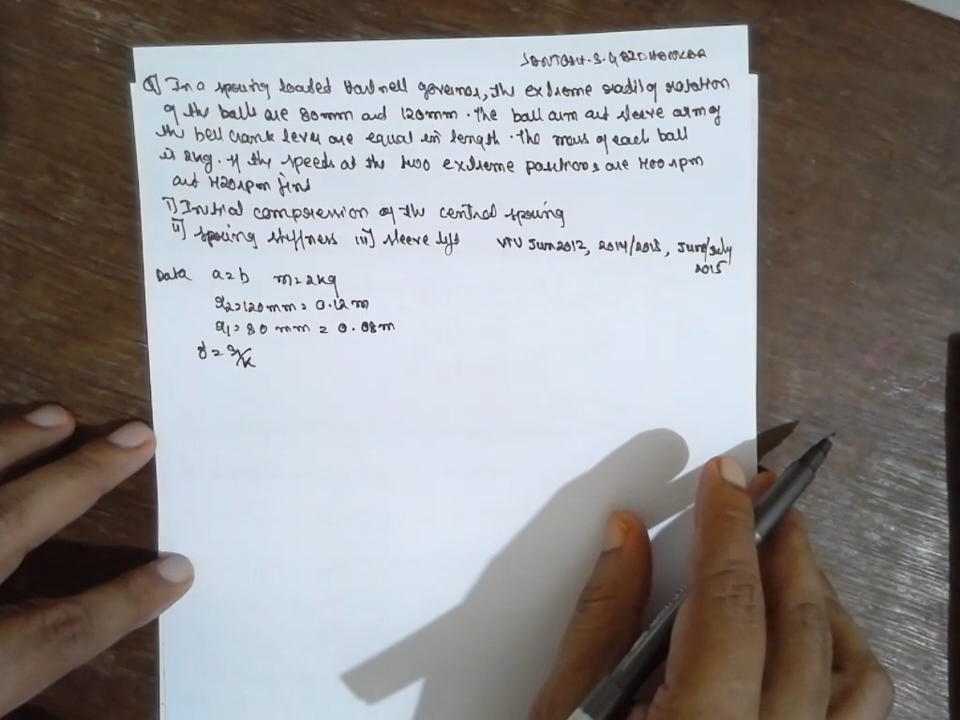 SANTOSH.S.GEZDHONKAR
Q) In a spring loaded Hartnell governor, the extreme radii of rotation
of the balls are 80mm and 120mm. The ball arm and sleeve arm of
the bell crank lever are equal in length. The mass of each ball
is 2kg. If the speeds at the two extreme positions are 400 rpm
and 420 rpm find
i) Initial compression of the central spring
ii) spring stiffness iii) sleeve lift VTU Jun2012, 2014/2015, June/July
2015
Data a=b m=2kg
r2=120mm=0.12m
r1=80mm=0.08m